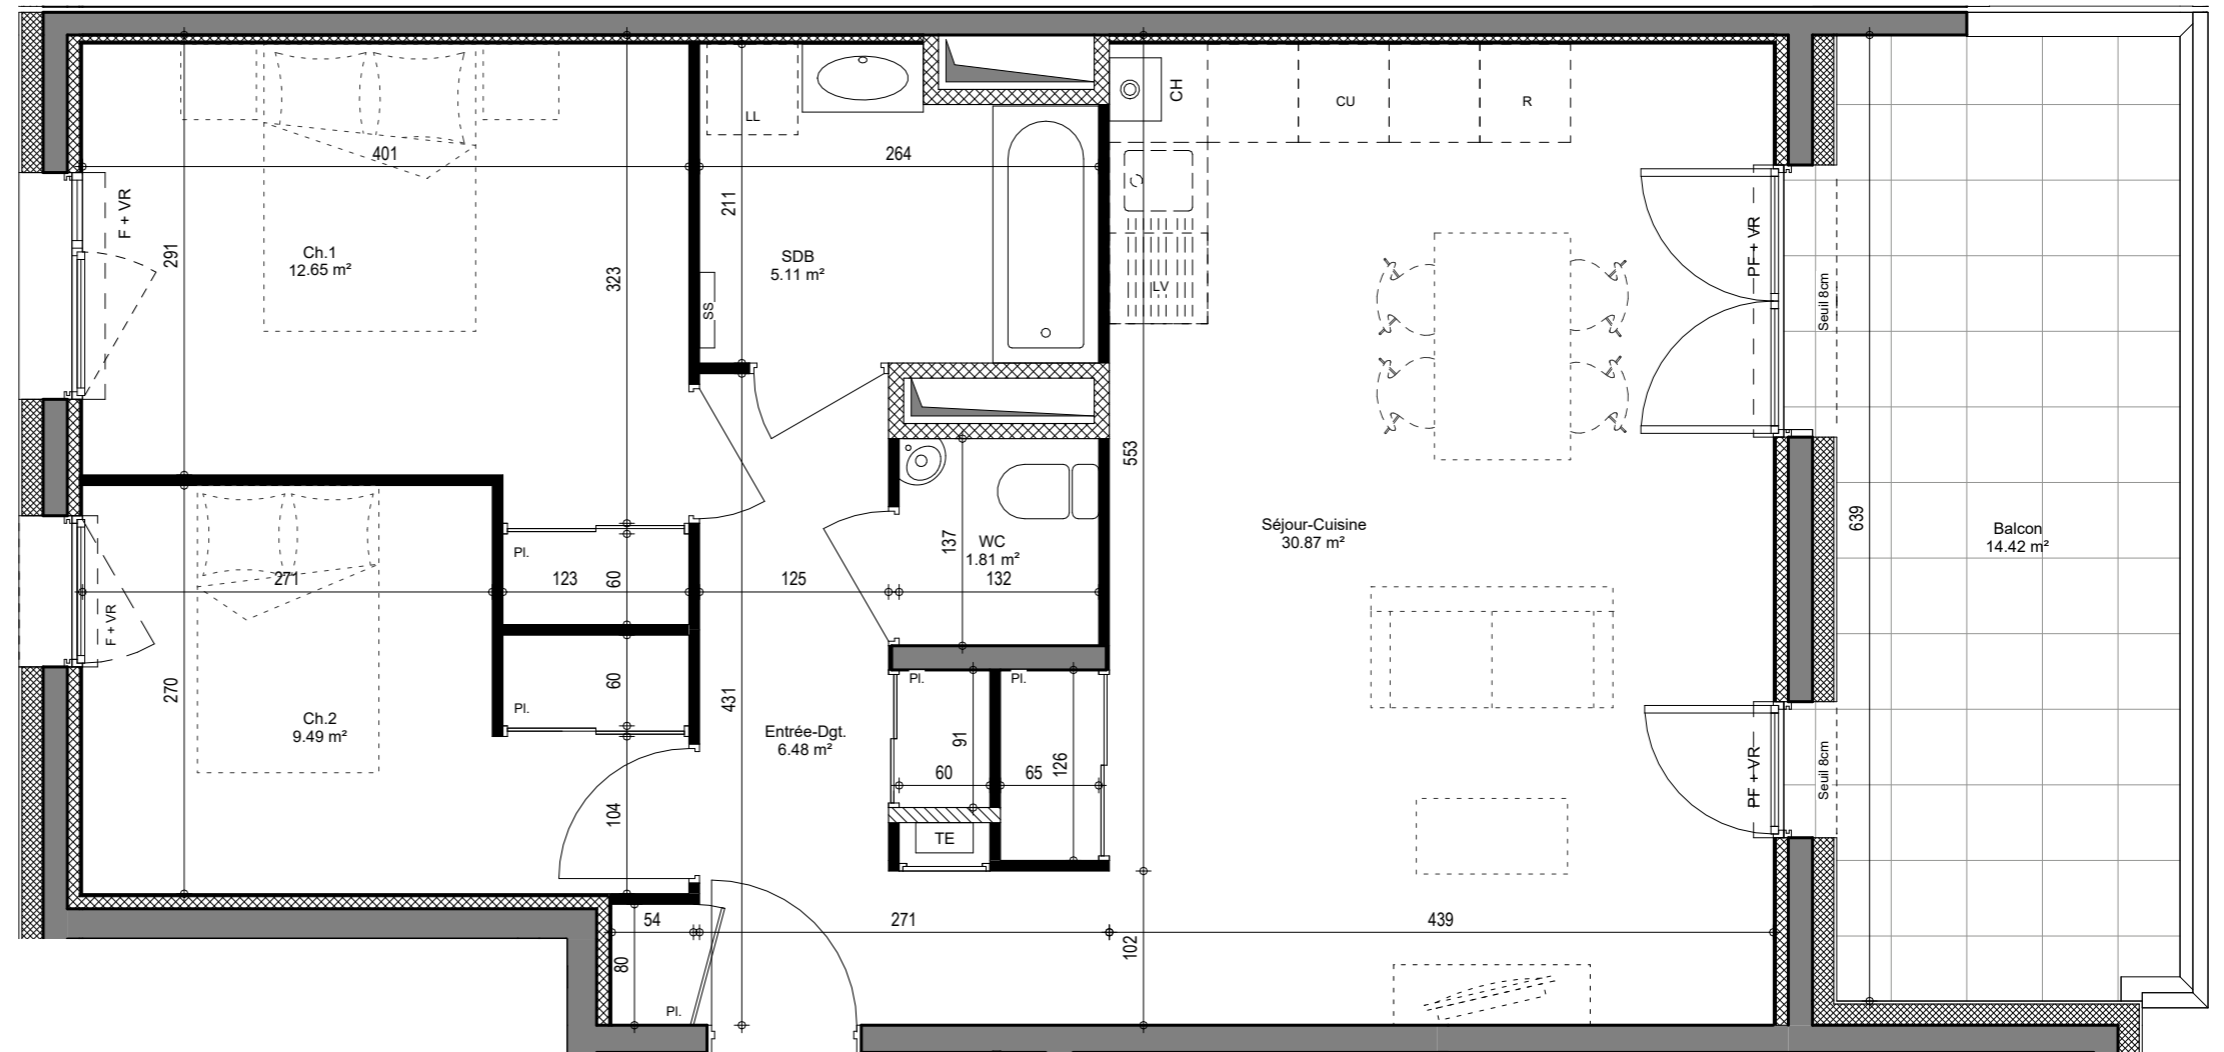 F + VR
291
Ch.1
12.65 m²
401
323
LL
211
264
SDB
5.11 m²
SS
CH
CU
R
LV
PF + VR
Seuil 8cm
553
639
Balcon
14.42 m²
Séjour-Cuisine
30.87 m²
WC
1.81 m²
137
132
125
Pl.
123
60
271
F + VR
270
Ch.2
9.49 m²
60
Pl.
104
431
Entrée-Dgt.
6.48 m²
Pl.
91
60
Pl.
126
65
TE
PF + VR
Seuil 8cm
54
80
Pl.
271
102
439